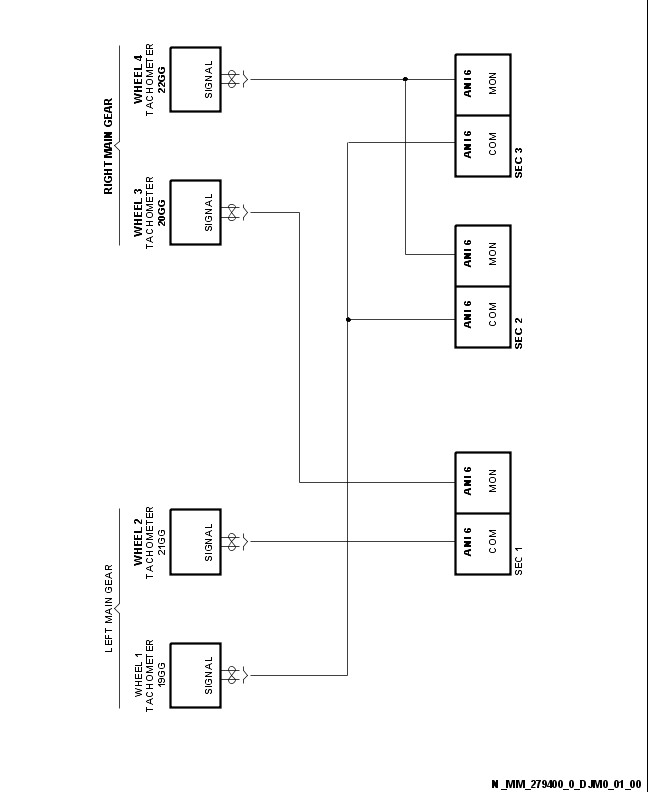 RIGHT MAIN GEAR
WHEEL 4
TACHOMETER
22GG
SIGNAL
WHEEL 3
TACHOMETER
20GG
SIGNAL
LEFT MAIN GEAR
WHEEL 2
TACHOMETER
21GG
SIGNAL
WHEEL 1
TACHOMETER
19GG
SIGNAL
ANI 6
MON
ANI 6
COM
SEC 3
ANI 6
MON
ANI 6
COM
SEC 2
ANI 6
MON
ANI 6
COM
SEC 1
N_MM_279400_0_DJM0_01_00